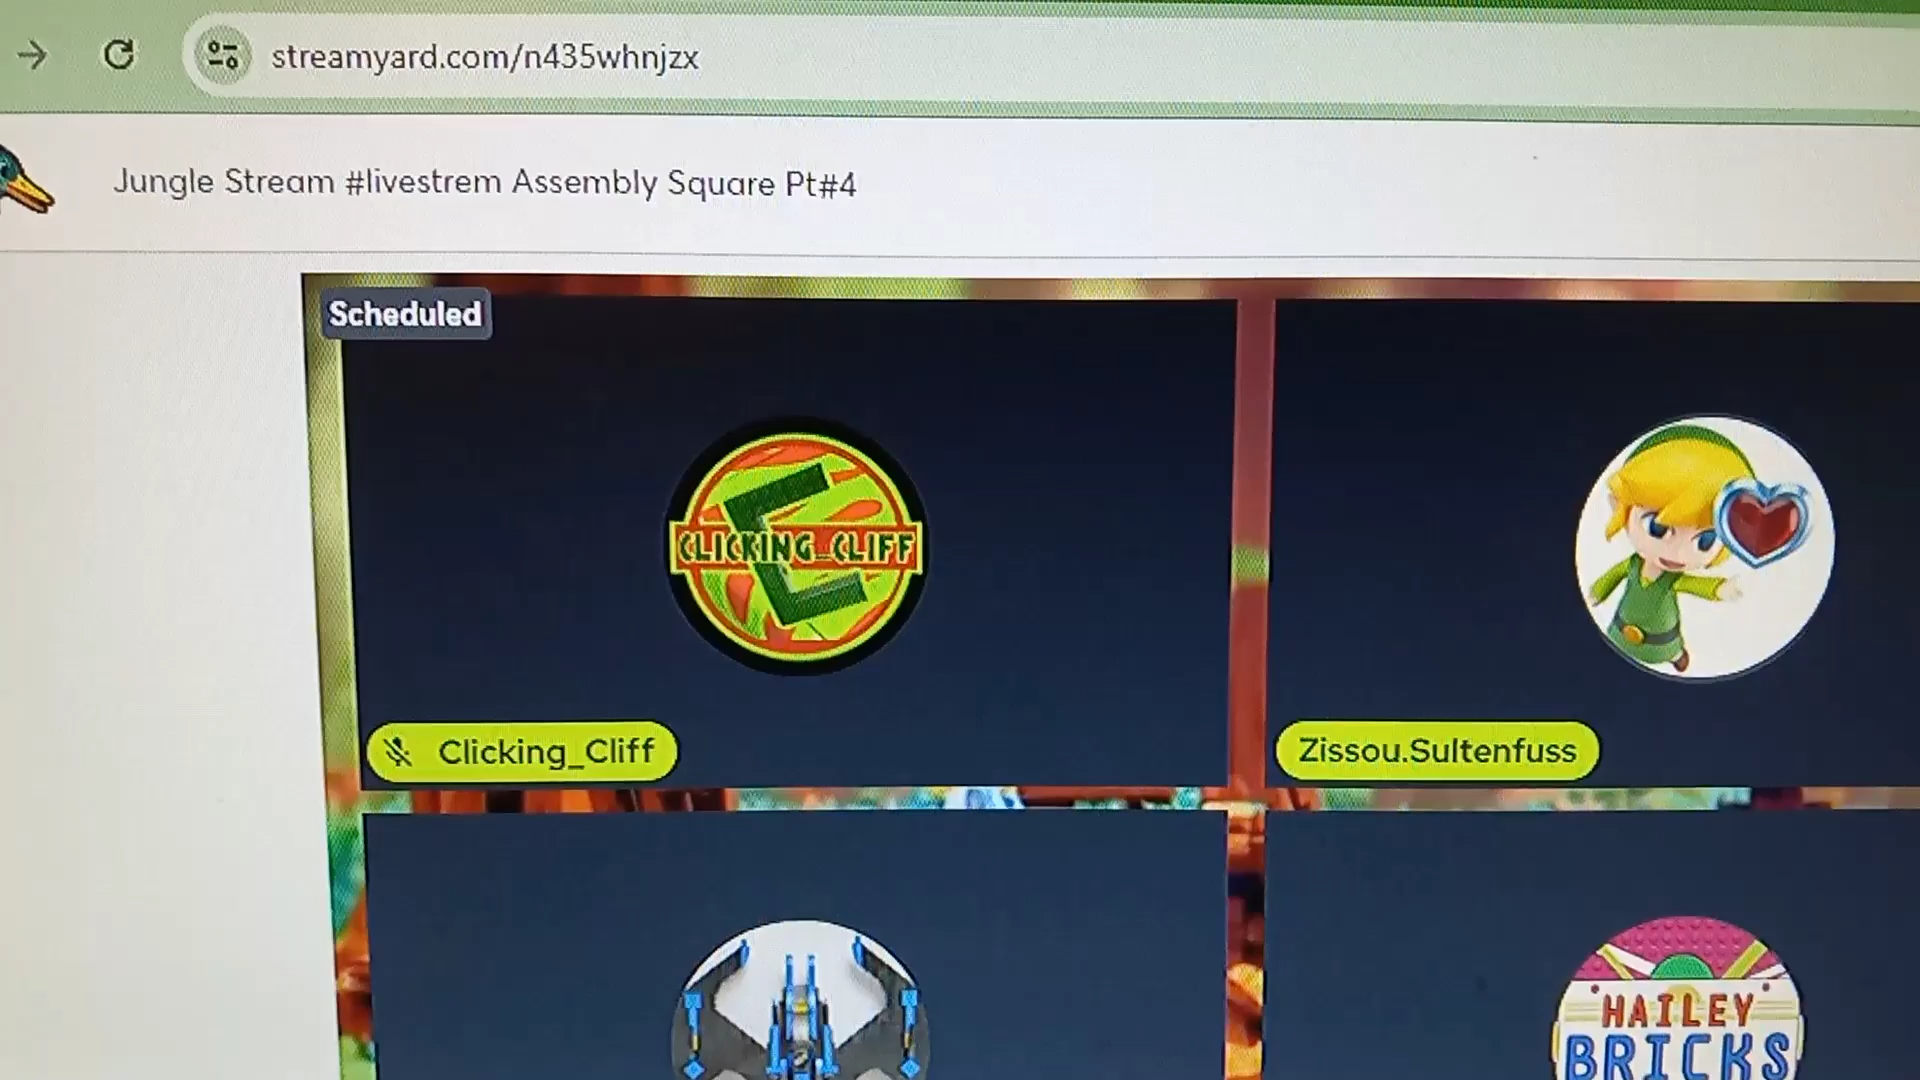 streamyard.com/n435whnjzx
Jungle Stream #livestrem Assembly Square Pt#4
Scheduled
CLICKING_CLIFF
Clicking_Cliff
Zissou.Sultenfuss
HAILEY
BRICKS